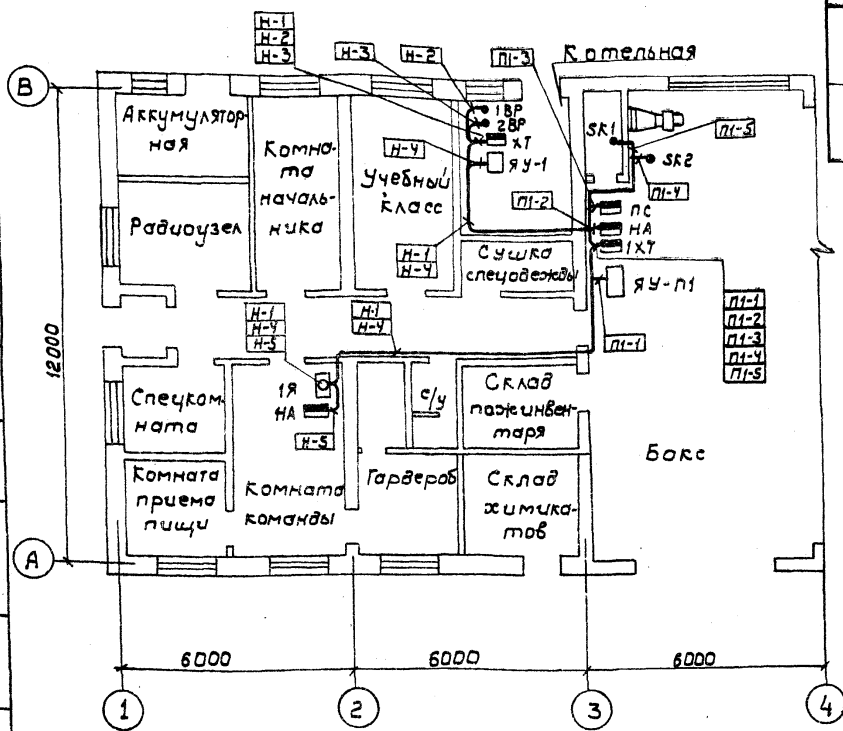 Н-1
Н-2
Н-3
Н-3
Н-2
П1-3
Котельная
В
Аккумулятор-
ная
Комна-
та
началь-
ника
Учебный
класс
Н-4
1ВР
2ВР
ХТ
ЯУ-1
SK1
П1-5
SK2
П1-4
Радиоузел
П1-2
ПС
НА
1ХТ
Н-1
Н-4
Сушка
спецодежды
ЯУ-П1
П1-1
П1-1
П1-2
П1-3
П1-4
П1-5
Н-1
Н-4
Н-5
Н-1
Н-4
12000
Спецком-
ната
1Я
НА
Н-5
с/у
Склад
пожинвен-
таря
Бокс
Комната
приема
пищи
Комната
команды
Гардероб
Склад
химика-
тов
А
6000
6000
6000
1
2
3
4